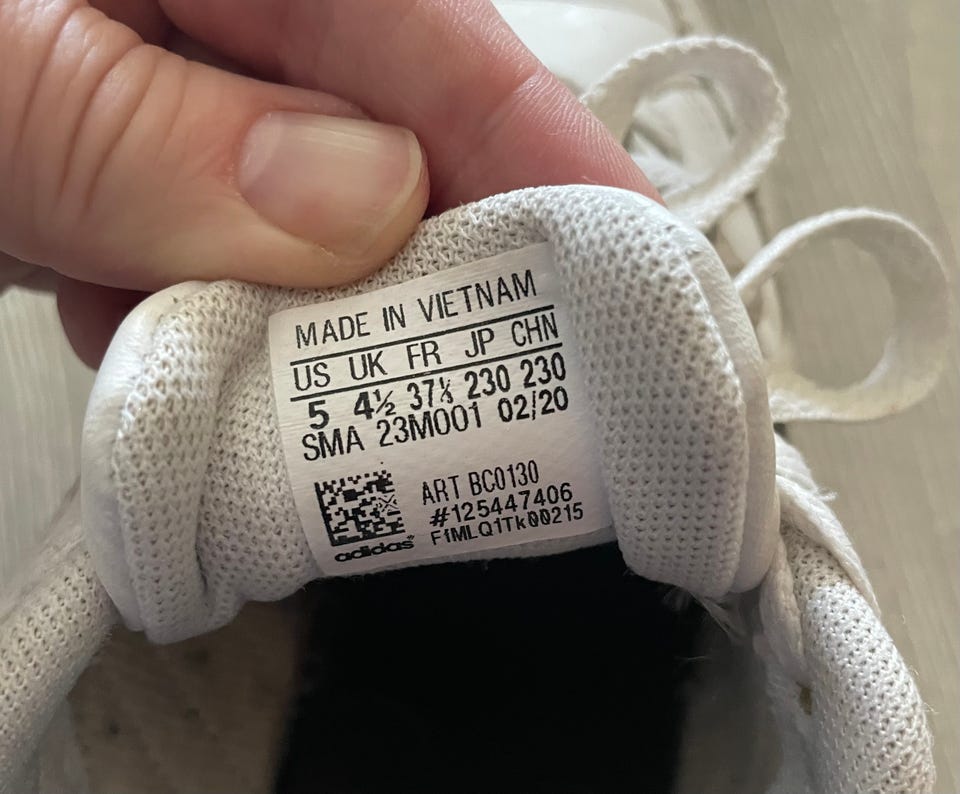 MADE IN VIETNAM
US UK FR JP CHN
5 4½ 37⅓ 230 230
SMA 23M001 02/20
ART BC0130
#125447406
F1MLQ1Tk00215
adidas